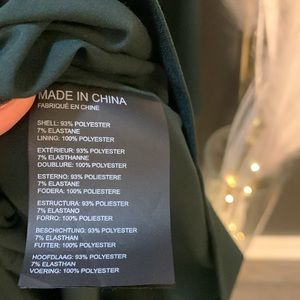 MADE IN CHINA
FABRIQUÉ EN CHINE
SHELL: 93% POLYESTER
7% ELASTANE
LINING: 100% POLYESTER
EXTÉRIEUR: 93% POLYESTER
7% ELASTHANNE
DOUBLURE: 100% POLYESTER
ESTERNO: 93% POLIESTERE
7% ELASTANE
FODERA: 100% POLIESTERE
ESTRUCTURA: 93% POLIESTER
7% ELASTANO
FORRO: 100% POLIESTER
BESCHICHTUNG: 93% POLYESTER
7% ELASTHAN
FUTTER: 100% POLYESTER
HOOFDLAAG: 93% POLYESTER
7% ELASTHAN
VOERING: 100% POLYESTER